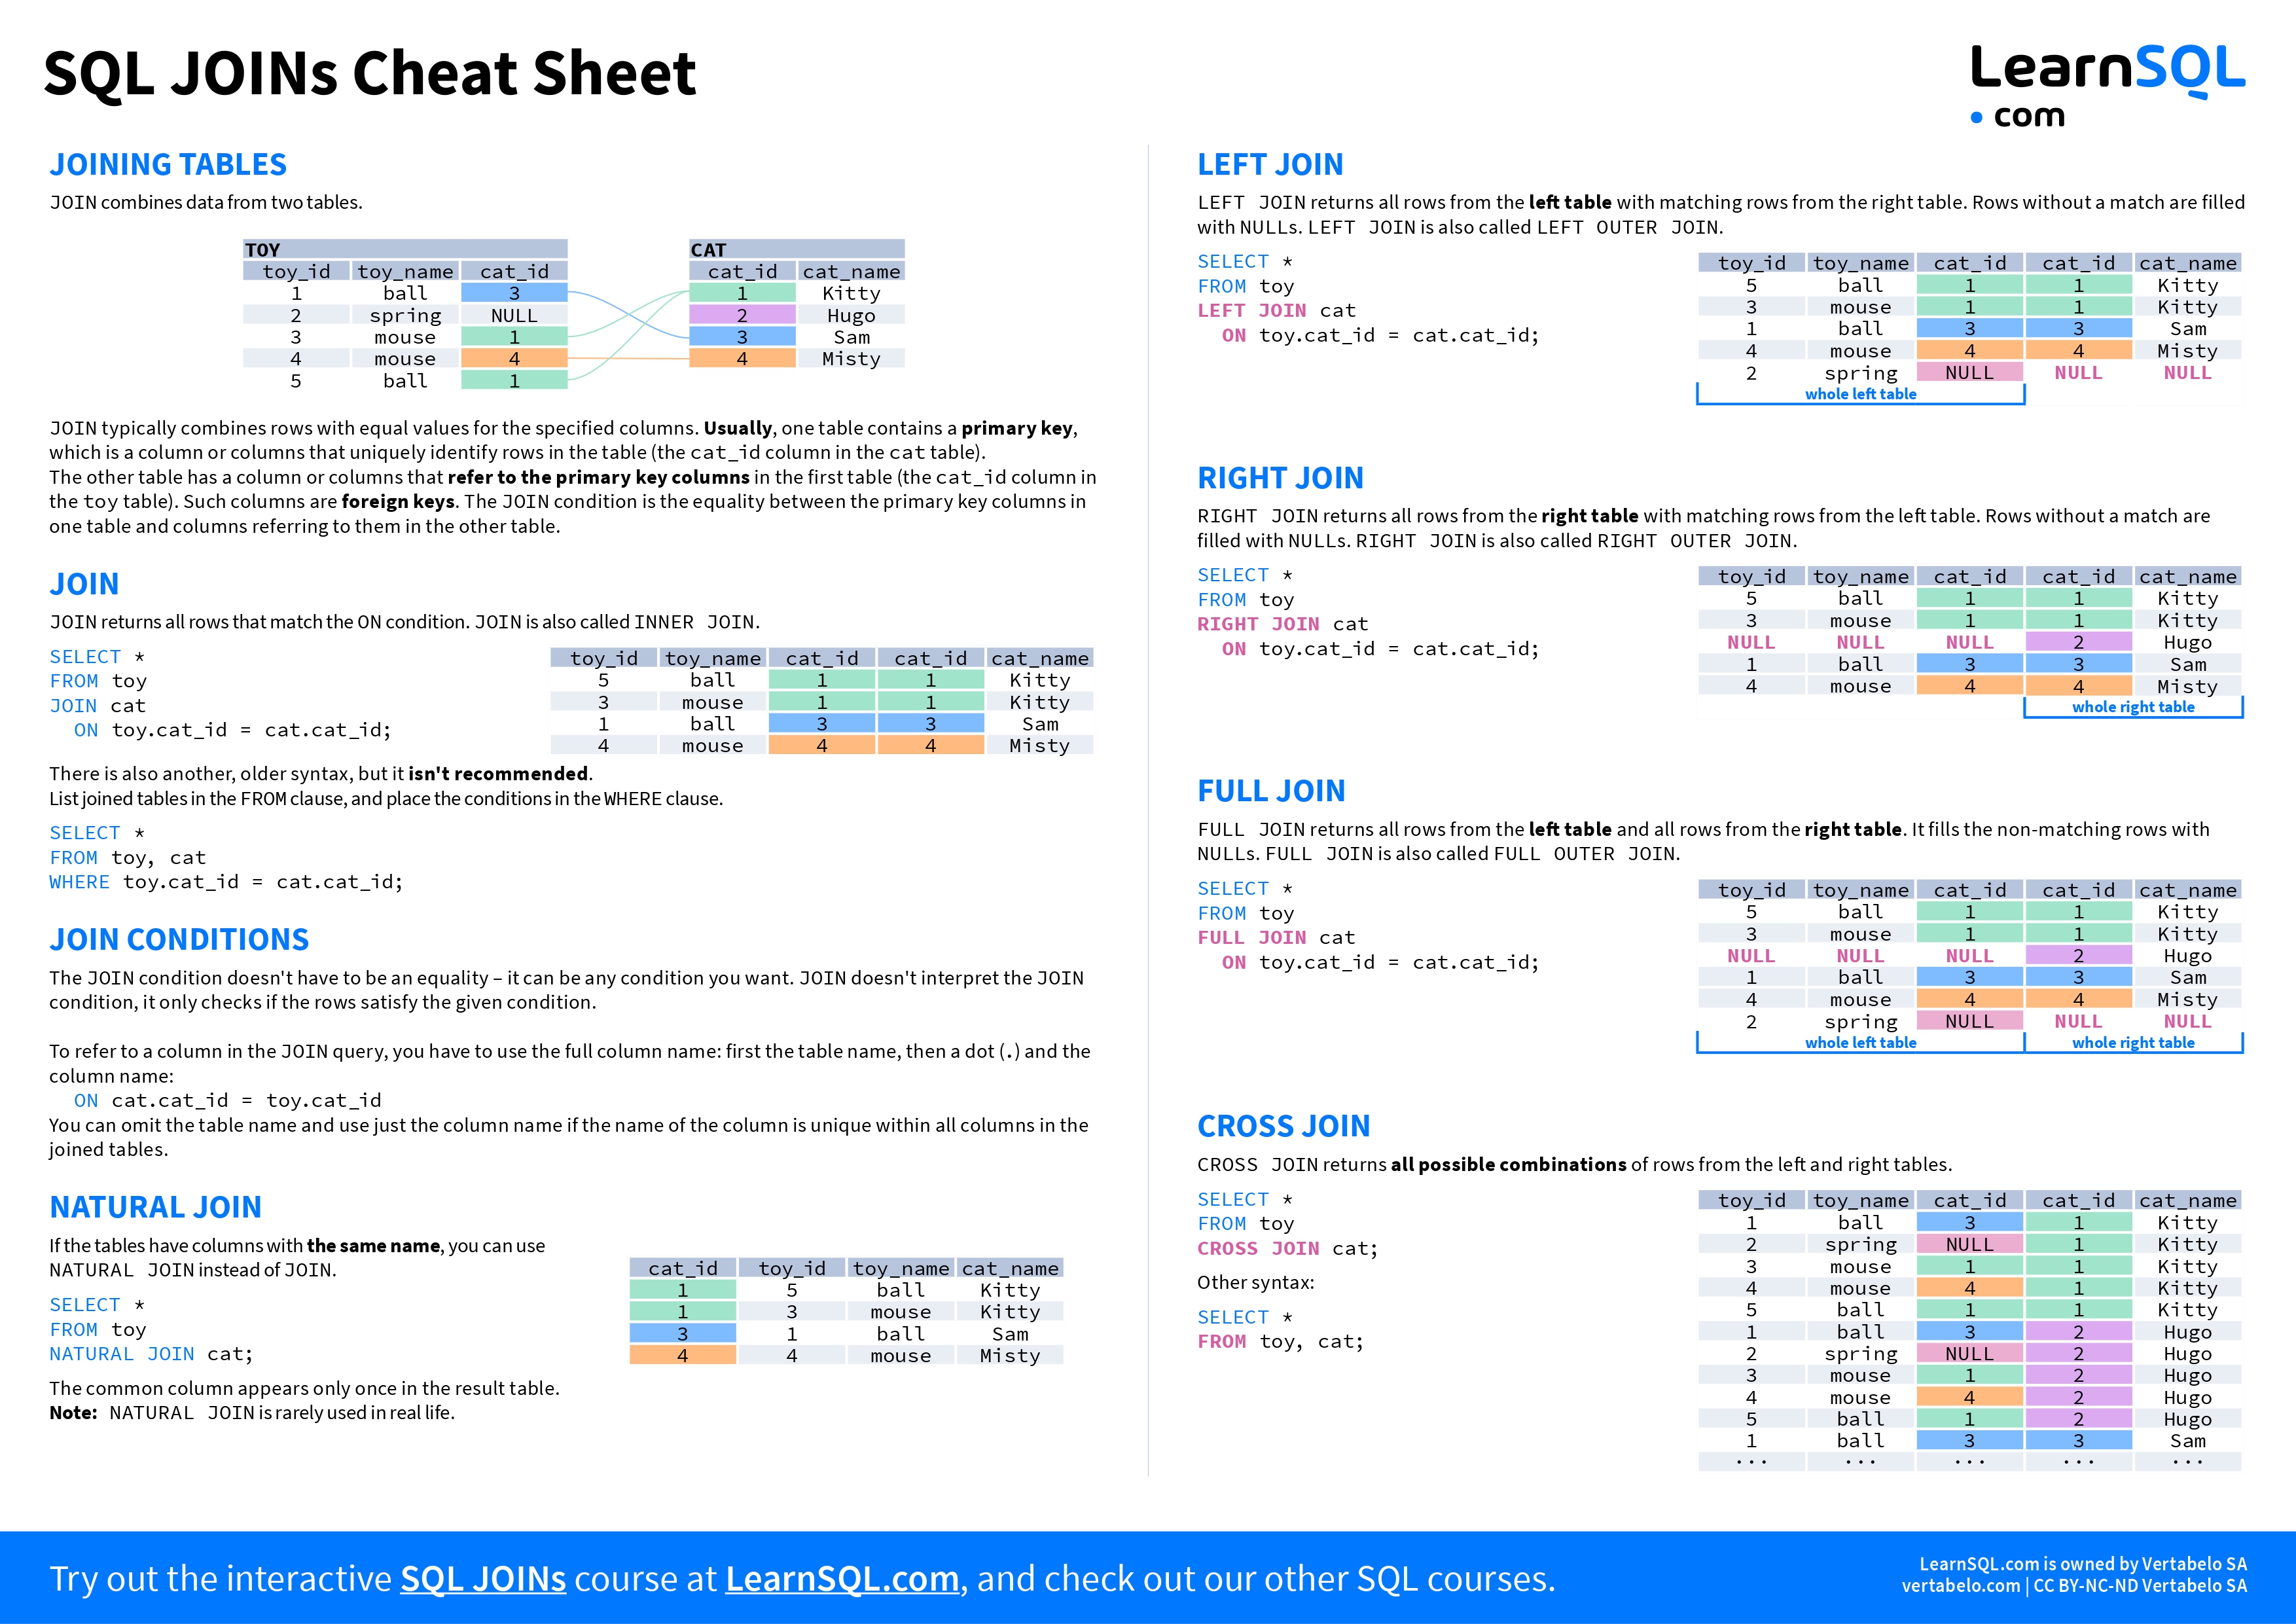 SQL JOINs Cheat Sheet
LearnSQL
• com
JOINING TABLES
JOIN combines data from two tables.
TOY
toy_id toy_name cat_id
1 ball 3
2 spring NULL
3 mouse 1
4 mouse 4
5 ball 1
CAT
cat_id cat_name
1 Kitty
2 Hugo
3 Sam
4 Misty
JOIN typically combines rows with equal values for the specified columns. Usually, one table contains a primary key,
which is a column or columns that uniquely identify rows in the table (the cat_id column in the cat table).
The other table has a column or columns that refer to the primary key columns in the first table (the cat_id column in
the toy table). Such columns are foreign keys. The JOIN condition is the equality between the primary key columns in
one table and columns referring to them in the other table.
JOIN
JOIN returns all rows that match the ON condition. JOIN is also called INNER JOIN.
SELECT *
FROM toy
JOIN cat
ON toy.cat_id = cat.cat_id;
toy_id toy_name cat_id cat_id cat_name
5 ball 1 1 Kitty
3 mouse 1 1 Kitty
1 ball 3 3 Sam
4 mouse 4 4 Misty
There is also another, older syntax, but it isn't recommended.
List joined tables in the FROM clause, and place the conditions in the WHERE clause.
SELECT *
FROM toy, cat
WHERE toy.cat_id = cat.cat_id;
JOIN CONDITIONS
The JOIN condition doesn't have to be an equality – it can be any condition you want. JOIN doesn't interpret the JOIN
condition, it only checks if the rows satisfy the given condition.
To refer to a column in the JOIN query, you have to use the full column name: first the table name, then a dot (.) and the
column name:
ON cat.cat_id = toy.cat_id
You can omit the table name and use just the column name if the name of the column is unique within all columns in the
joined tables.
NATURAL JOIN
If the tables have columns with the same name, you can use
NATURAL JOIN instead of JOIN.
SELECT *
FROM toy
NATURAL JOIN cat;
cat_id toy_id toy_name cat_name
1 5 ball Kitty
1 3 mouse Kitty
3 1 ball Sam
4 4 mouse Misty
The common column appears only once in the result table.
Note: NATURAL JOIN is rarely used in real life.
LEFT JOIN
LEFT JOIN returns all rows from the left table with matching rows from the right table. Rows without a match are filled
with NULLs. LEFT JOIN is also called LEFT OUTER JOIN.
SELECT *
FROM toy
LEFT JOIN cat
ON toy.cat_id = cat.cat_id;
toy_id toy_name cat_id cat_id cat_name
5 ball 1 1 Kitty
3 mouse 1 1 Kitty
1 ball 3 3 Sam
4 mouse 4 4 Misty
2 spring NULL NULL NULL
whole left table
RIGHT JOIN
RIGHT JOIN returns all rows from the right table with matching rows from the left table. Rows without a match are
filled with NULLs. RIGHT JOIN is also called RIGHT OUTER JOIN.
SELECT *
FROM toy
RIGHT JOIN cat
ON toy.cat_id = cat.cat_id;
toy_id toy_name cat_id cat_id cat_name
5 ball 1 1 Kitty
3 mouse 1 1 Kitty
NULL NULL NULL 2 Hugo
1 ball 3 3 Sam
4 mouse 4 4 Misty
whole right table
FULL JOIN
FULL JOIN returns all rows from the left table and all rows from the right table. It fills the non-matching rows with
NULLs. FULL JOIN is also called FULL OUTER JOIN.
SELECT *
FROM toy
FULL JOIN cat
ON toy.cat_id = cat.cat_id;
toy_id toy_name cat_id cat_id cat_name
5 ball 1 1 Kitty
3 mouse 1 1 Kitty
NULL NULL NULL 2 Hugo
1 ball 3 3 Sam
4 mouse 4 4 Misty
2 spring NULL NULL NULL
whole left table whole right table
CROSS JOIN
CROSS JOIN returns all possible combinations of rows from the left and right tables.
SELECT *
FROM toy
CROSS JOIN cat;
Other syntax:
SELECT *
FROM toy, cat;
toy_id toy_name cat_id cat_id cat_name
1 ball 3 1 Kitty
2 spring NULL 1 Kitty
3 mouse 1 1 Kitty
4 mouse 4 1 Kitty
5 ball 1 1 Kitty
1 ball 3 2 Hugo
2 spring NULL 2 Hugo
3 mouse 1 2 Hugo
4 mouse 4 2 Hugo
5 ball 1 2 Hugo
1 ball 3 3 Sam
··· ··· ··· ··· ···
Try out the interactive SQL JOINs course at LearnSQL.com, and check out our other SQL courses.
LearnSQL.com is owned by Vertabelo SA
vertabelo.com | CC BY-NC-ND Vertabelo SA